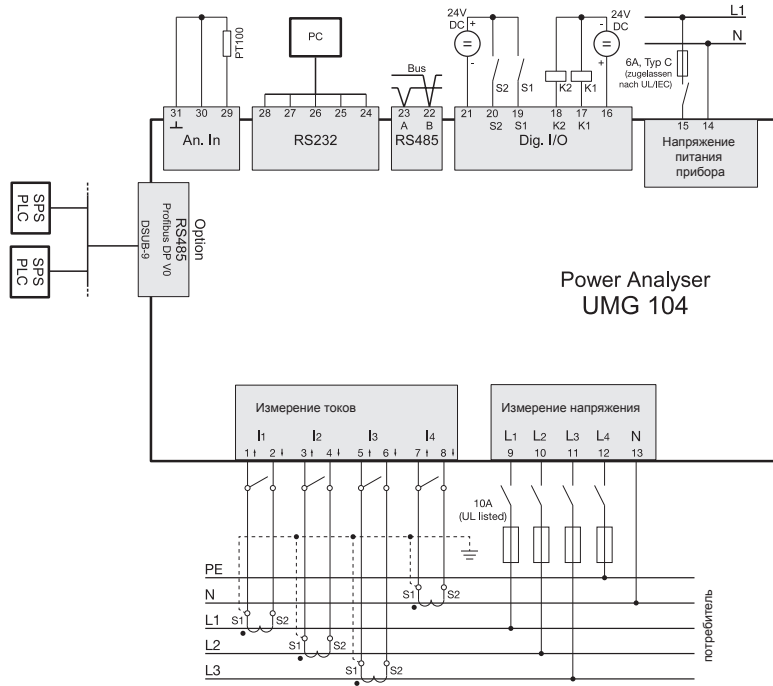 24V
DC
+
-
24V
DC
-
+
L1
N
6A, Typ C
(zugelassen
nach UL/IEC)
PT100
PC
Bus
S2
S1
K2
K1
31
30
29
An. In
28
27
26
25
24
RS232
23
22
A
B
RS485
21
20
19
18
17
16
S2
S1
K2
K1
Dig. I/O
15
14
Напряжение
питания
прибора
SPS
PLC
SPS
PLC
Option
RS485
Profibus DP V0
DSUB-9
Power Analyser
UMG 104
Измерение токов
I1
I2
I3
I4
1
2
3
4
5
6
7
8
Измерение напряжения
L1
L2
L3
L4
N
9
10
11
12
13
10A
(UL listed)
PE
N
S1
S2
L1
S1
S2
L2
S1
S2
L3
S1
S2
потребитель